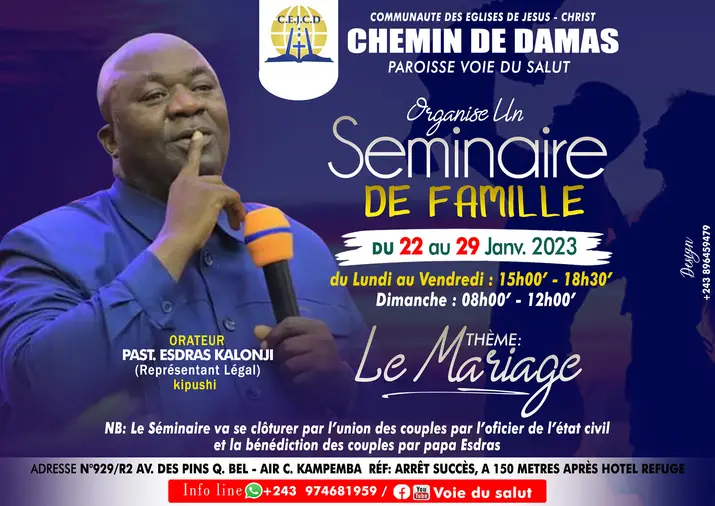 C.E.J.C.D
COMMUNAUTE DES EGLISES DE JESUS - CHRIST
CHEMIN DE DAMAS
PAROISSE VOIE DU SALUT
Organise Un
Seminaire
DE FAMILLE
DU 22 au 29 Janv. 2023
du Lundi au Vendredi : 15h00' - 18h30'
Dimanche : 08h00' - 12h00'
THÈME:
Le Mariage
ORATEUR
PAST. ESDRAS KALONJI
(Représentant Légal)
kipushi
NB: Le Séminaire va se clôturer par l'union des couples par l'oficier de l'état civil
et la bénédiction des couples par papa Esdras
ADRESSE N°929/R2 AV. DES PINS Q. BEL - AIR C. KAMPEMBA RÉF: ARRÊT SUCCÈS, A 150 METRES APRÈS HOTEL REFUGE
Info line +243 974681959 / You Tube Voie du salut
Design
+243 896459479